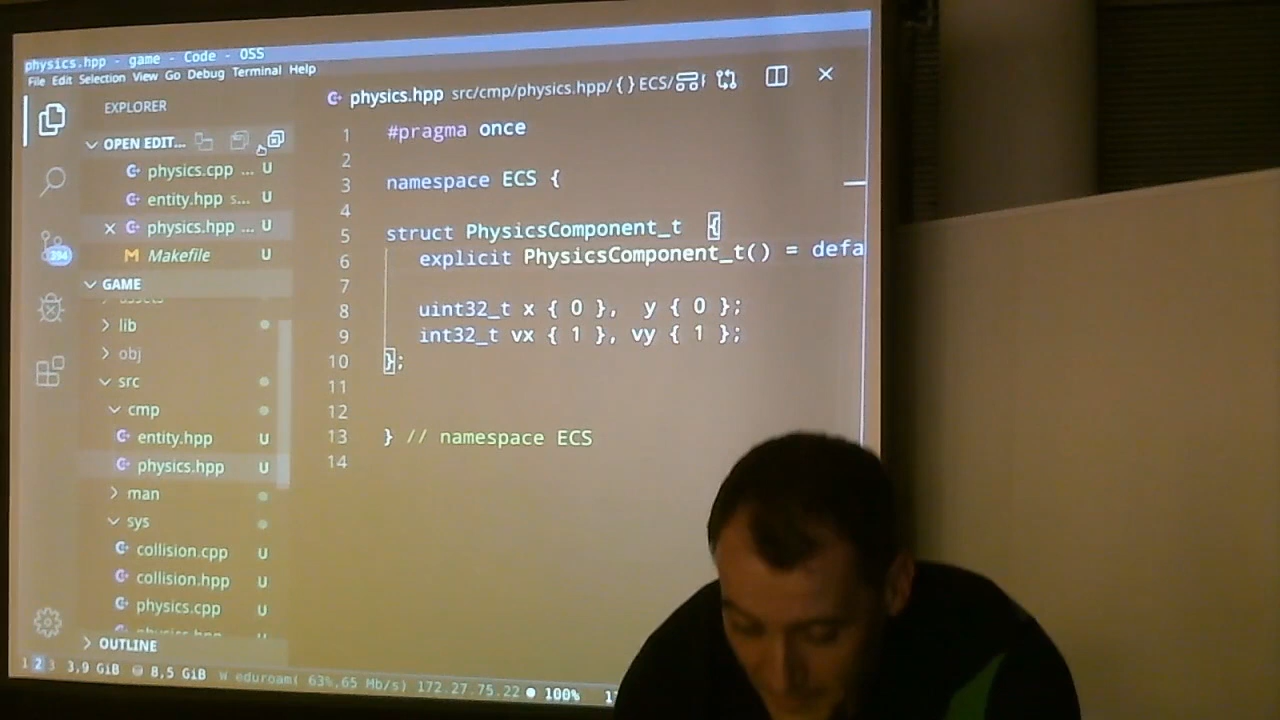 physics.hpp - game - Code - OSS
File Edit Selection View Go Debug Terminal Help
EXPLORER
OPEN EDIT...
physics.cpp ... U
entity.hpp s... U
physics.hpp ... U
Makefile U
394
GAME
lib
obj
src
cmp
entity.hpp U
physics.hpp U
man
sys
collision.cpp U
collision.hpp U
physics.cpp U
OUTLINE
physics.hpp src/cmp/physics.hpp/{}ECS/
1 #pragma once
2
3 namespace ECS {
4
5 struct PhysicsComponent_t {
6 explicit PhysicsComponent_t() = defa
7
8 uint32_t x { 0 }, y { 0 };
9 int32_t vx { 1 }, vy { 1 };
10 };
11
12
13 } // namespace ECS
14
1 2 3 3,9 GiB 8,5 GiB W eduroam( 63%,65 Mb/s) 172.27.75.22 100%